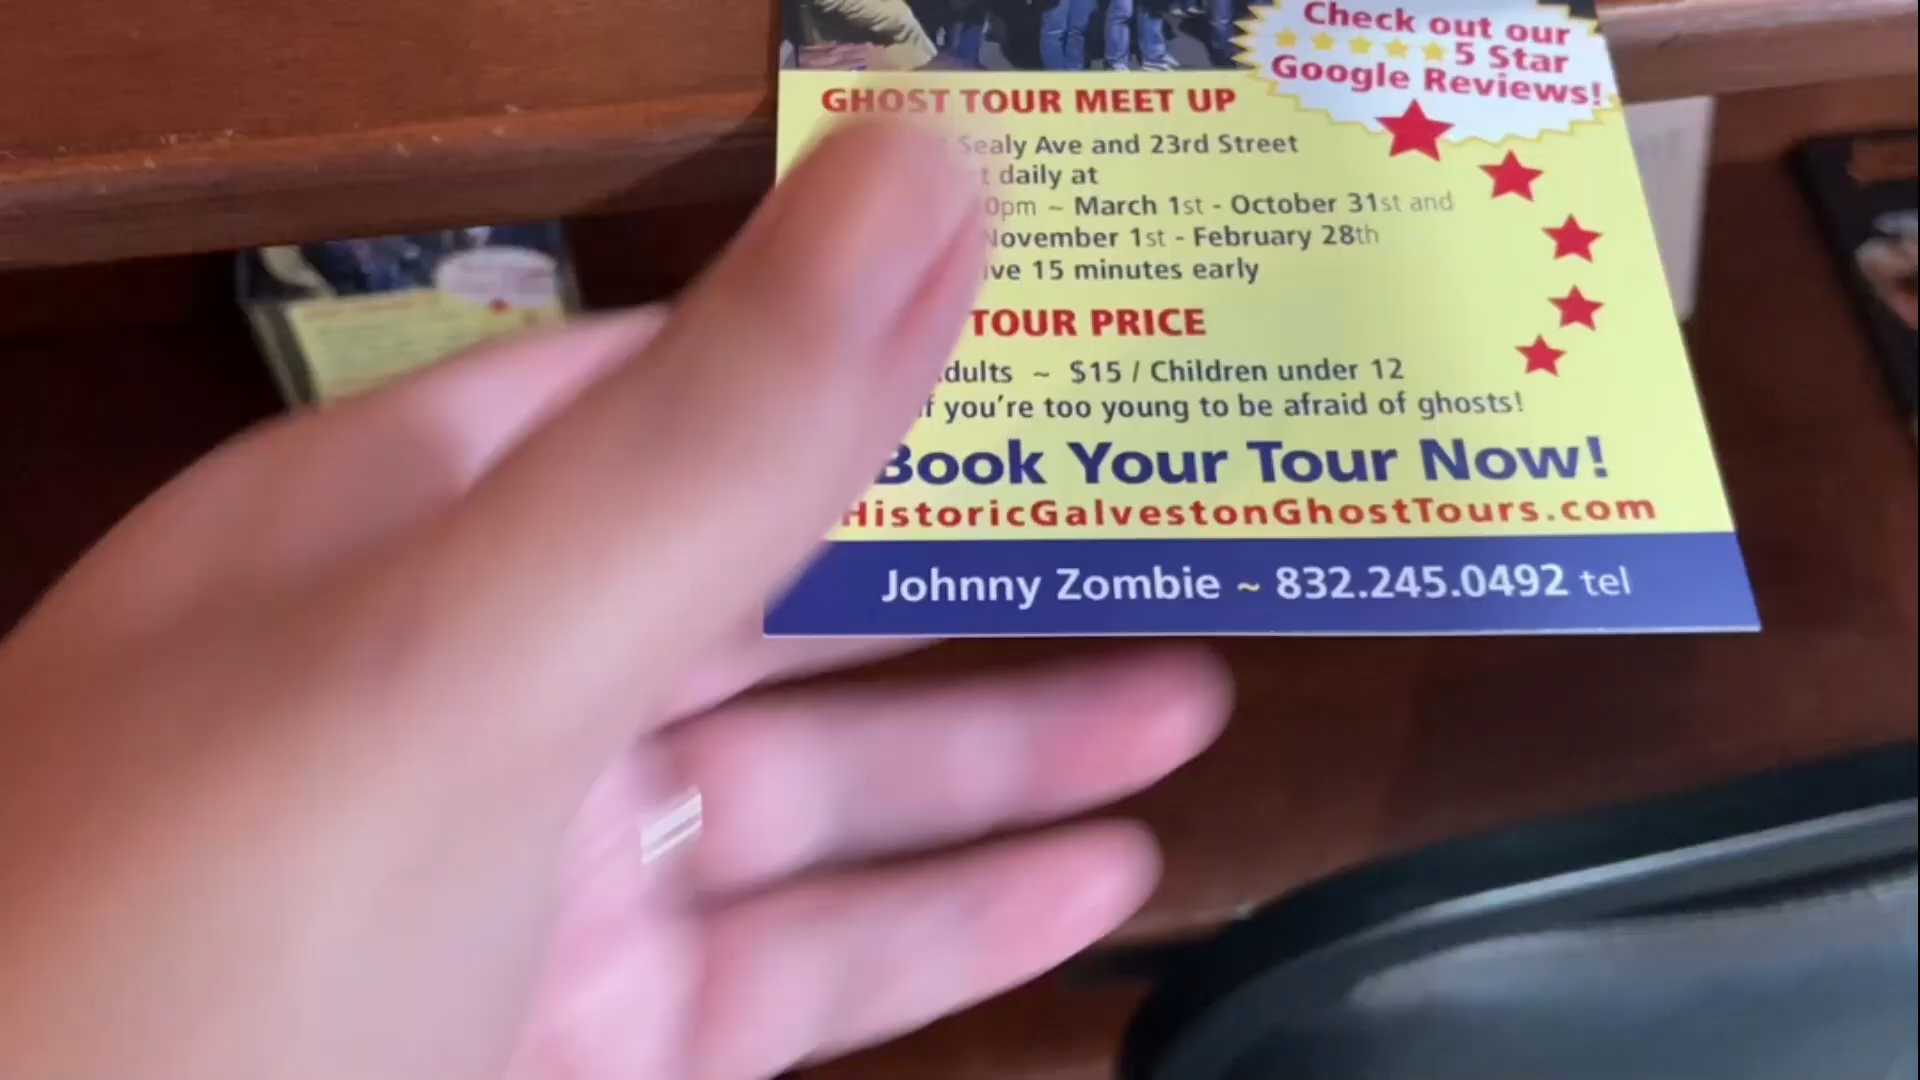 Check out our
5 Star
Google Reviews!
GHOST TOUR MEET UP
Sealy Ave and 23rd Street
daily at
0pm ~ March 1st - October 31st and
November 1st - February 28th
ive 15 minutes early
TOUR PRICE
dults ~ $15 / Children under 12
f you're too young to be afraid of ghosts!
Book Your Tour Now!
HistoricGalvestonGhostTours.com
Johnny Zombie ~ 832.245.0492 tel